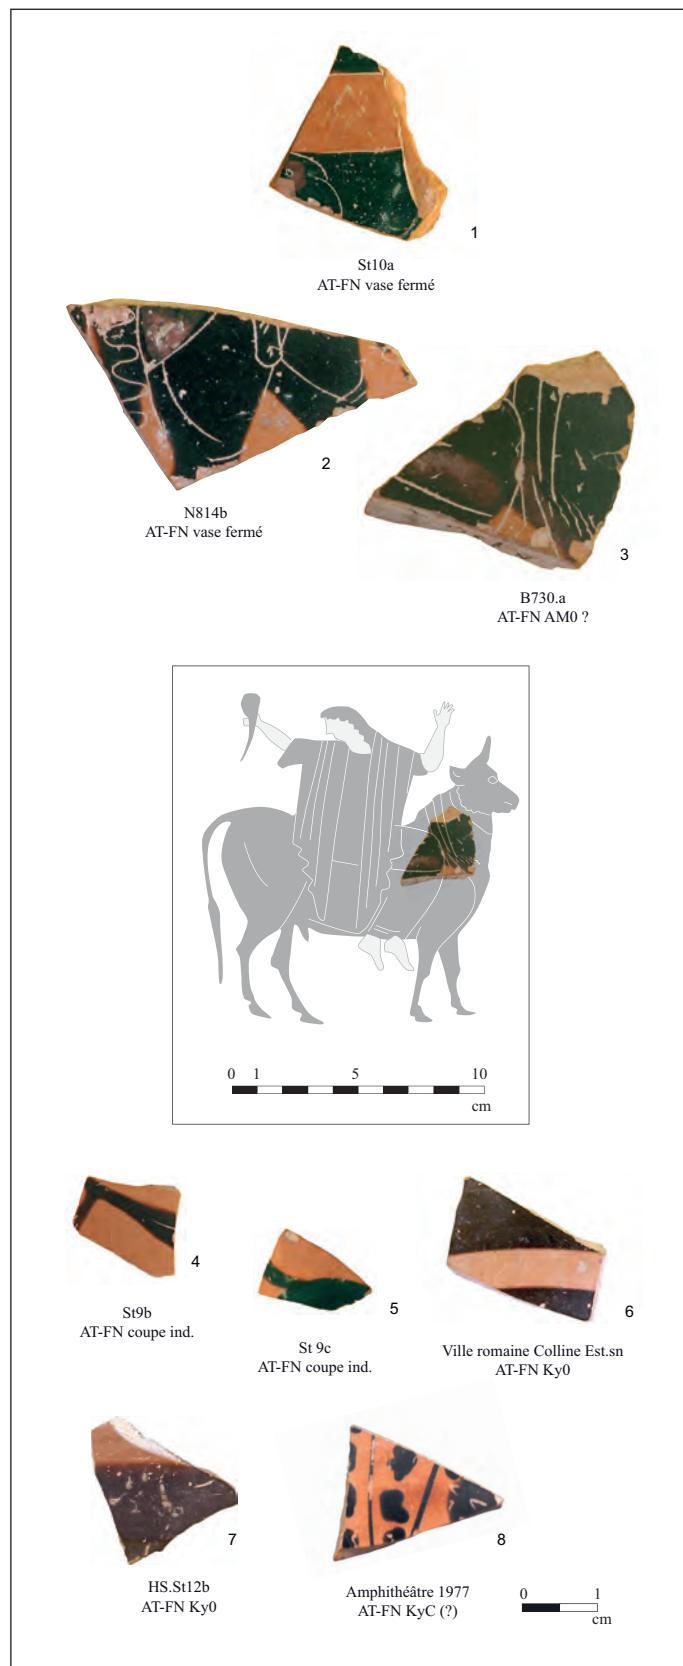 1
St10a
AT-FN vase fermé
2
N814b
AT-FN vase fermé
3
B730.a
AT-FN AM0 ?
0 1 5 10
cm
4
St9b
AT-FN coupe ind.
5
St 9c
AT-FN coupe ind.
6
Ville romaine Colline Est.sn
AT-FN Ky0
7
HS.St12b
AT-FN Ky0
8
Amphithéâtre 1977
AT-FN KyC (?)
0 1
cm